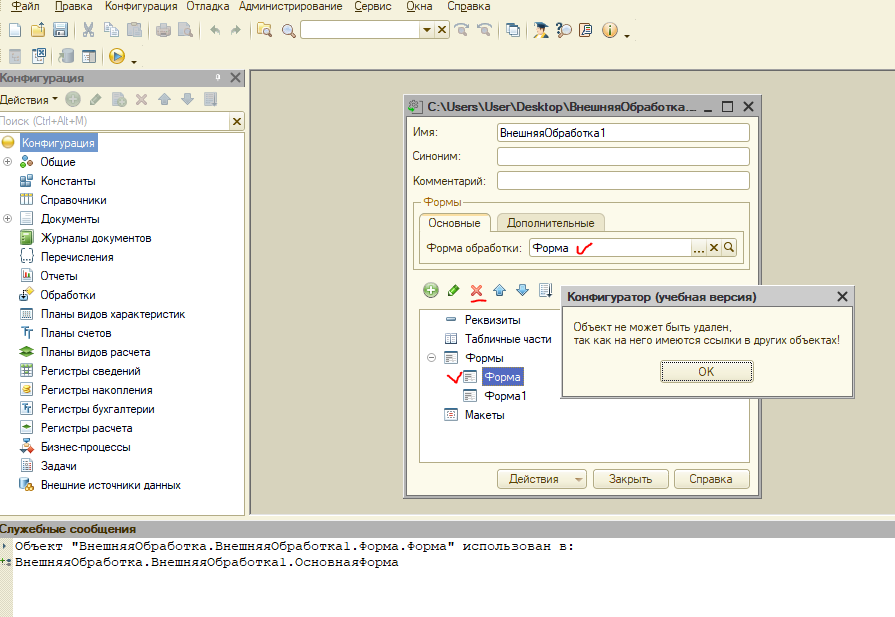 Файл Правка Конфигурация Отладка Администрирование Сервис Окна Справка
Конфигурация
Действия
Поиск (Ctrl+Alt+M)
Конфигурация
Общие
Константы
Справочники
Документы
Журналы документов
Перечисления
Отчеты
Обработки
Планы видов характеристик
Планы счетов
Планы видов расчета
Регистры сведений
Регистры накопления
Регистры бухгалтерии
Регистры расчета
Бизнес-процессы
Задачи
Внешние источники данных
C:\Users\User\Desktop\ВнешняяОбработка...
Имя: ВнешняяОбработка1
Синоним:
Комментарий:
Формы
Основные Дополнительные
Форма обработки: Форма ...
Реквизиты
Табличные части
Формы
Форма
Форма1
Макеты
Действия Закрыть Справка
Конфигуратор (учебная версия)
Объект не может быть удален,
так как на него имеются ссылки в других объектах!
OK
Служебные сообщения
Объект "ВнешняяОбработка.ВнешняяОбработка1.Форма.Форма" использован в:
ВнешняяОбработка.ВнешняяОбработка1.ОсновнаяФорма